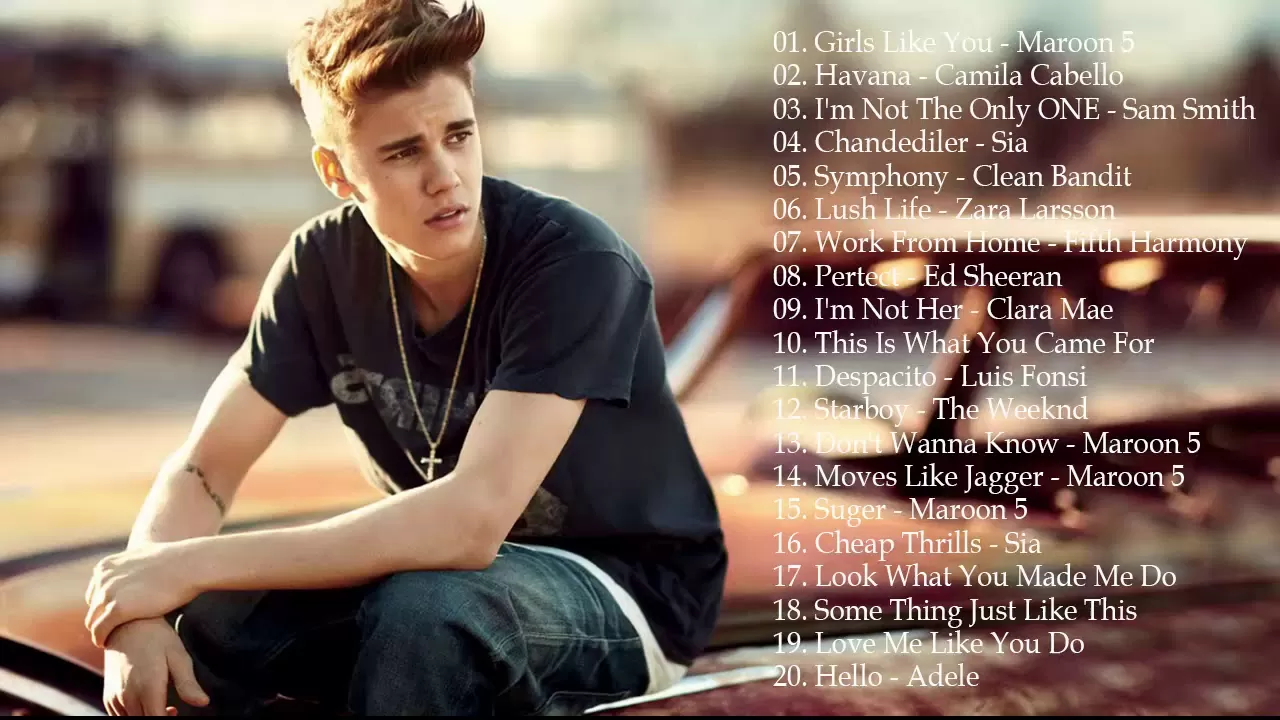 01. Girls Like You - Maroon 5
02. Havana - Camila Cabello
03. I'm Not The Only ONE - Sam Smith
04. Chandediler - Sia
05. Symphony - Clean Bandit
06. Lush Life - Zara Larsson
07. Work From Home - Fifth Harmony
08. Pertect - Ed Sheeran
09. I'm Not Her - Clara Mae
10. This Is What You Came For
11. Despacito - Luis Fonsi
12. Starboy - The Weeknd
13. Don't Wanna Know - Maroon 5
14. Moves Like Jagger - Maroon 5
15. Suger - Maroon 5
16. Cheap Thrills - Sia
17. Look What You Made Me Do
18. Some Thing Just Like This
19. Love Me Like You Do
20. Hello - Adele